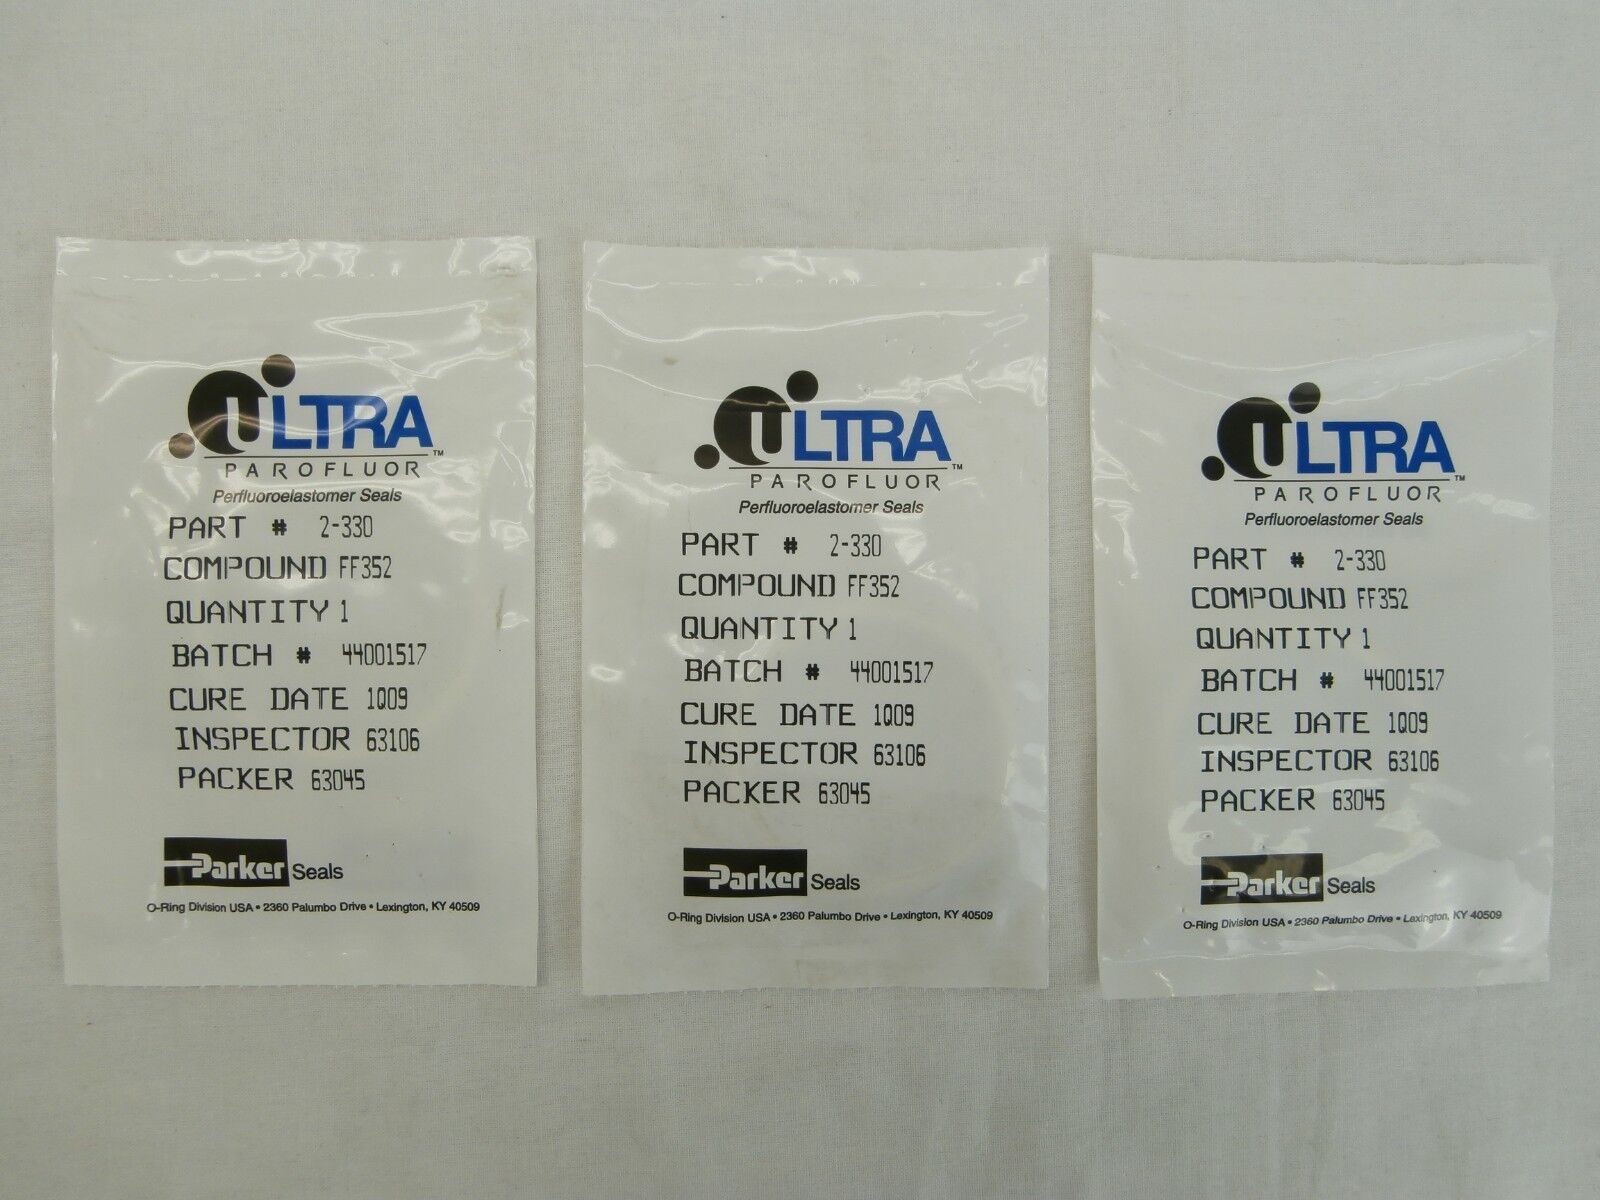 ULTRA™
PAROFLUOR
Perfluoroelastomer Seals
PART # 2-330
COMPOUND FF352
QUANTITY 1
BATCH # 44001517
CURE DATE 1Q09
INSPECTOR 63106
PACKER 63045
Parker Seals
O-Ring Division USA • 2360 Palumbo Drive • Lexington, KY 40509
ULTRA™
PAROFLUOR
Perfluoroelastomer Seals
PART # 2-330
COMPOUND FF352
QUANTITY 1
BATCH # 44001517
CURE DATE 1Q09
INSPECTOR 63106
PACKER 63045
Parker Seals
O-Ring Division USA • 2360 Palumbo Drive • Lexington, KY 40509
ULTRA™
PAROFLUOR
Perfluoroelastomer Seals
PART # 2-330
COMPOUND FF352
QUANTITY 1
BATCH # 44001517
CURE DATE 1Q09
INSPECTOR 63106
PACKER 63045
Parker Seals
O-Ring Division USA • 2360 Palumbo Drive • Lexington, KY 40509